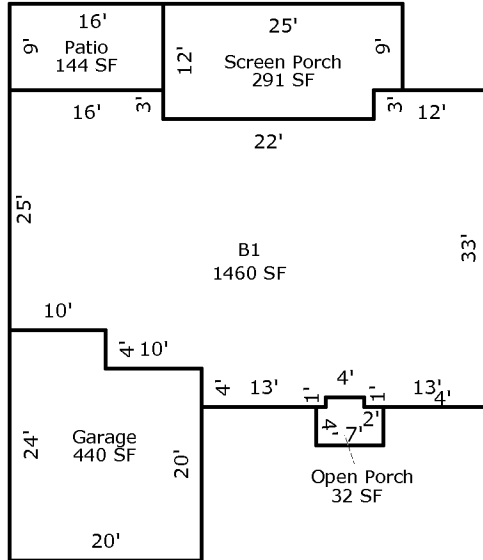 16'
25'
9'
Patio
144 SF
12'
Screen Porch
291 SF
9'
16'
3'
3'
12'
22'
25'
B1
1460 SF
33'
10'
4'
10'
4'
13'
1'
4'
1'
13'
4'
2'
4'
7'
24'
Garage
440 SF
20'
Open Porch
32 SF
20'